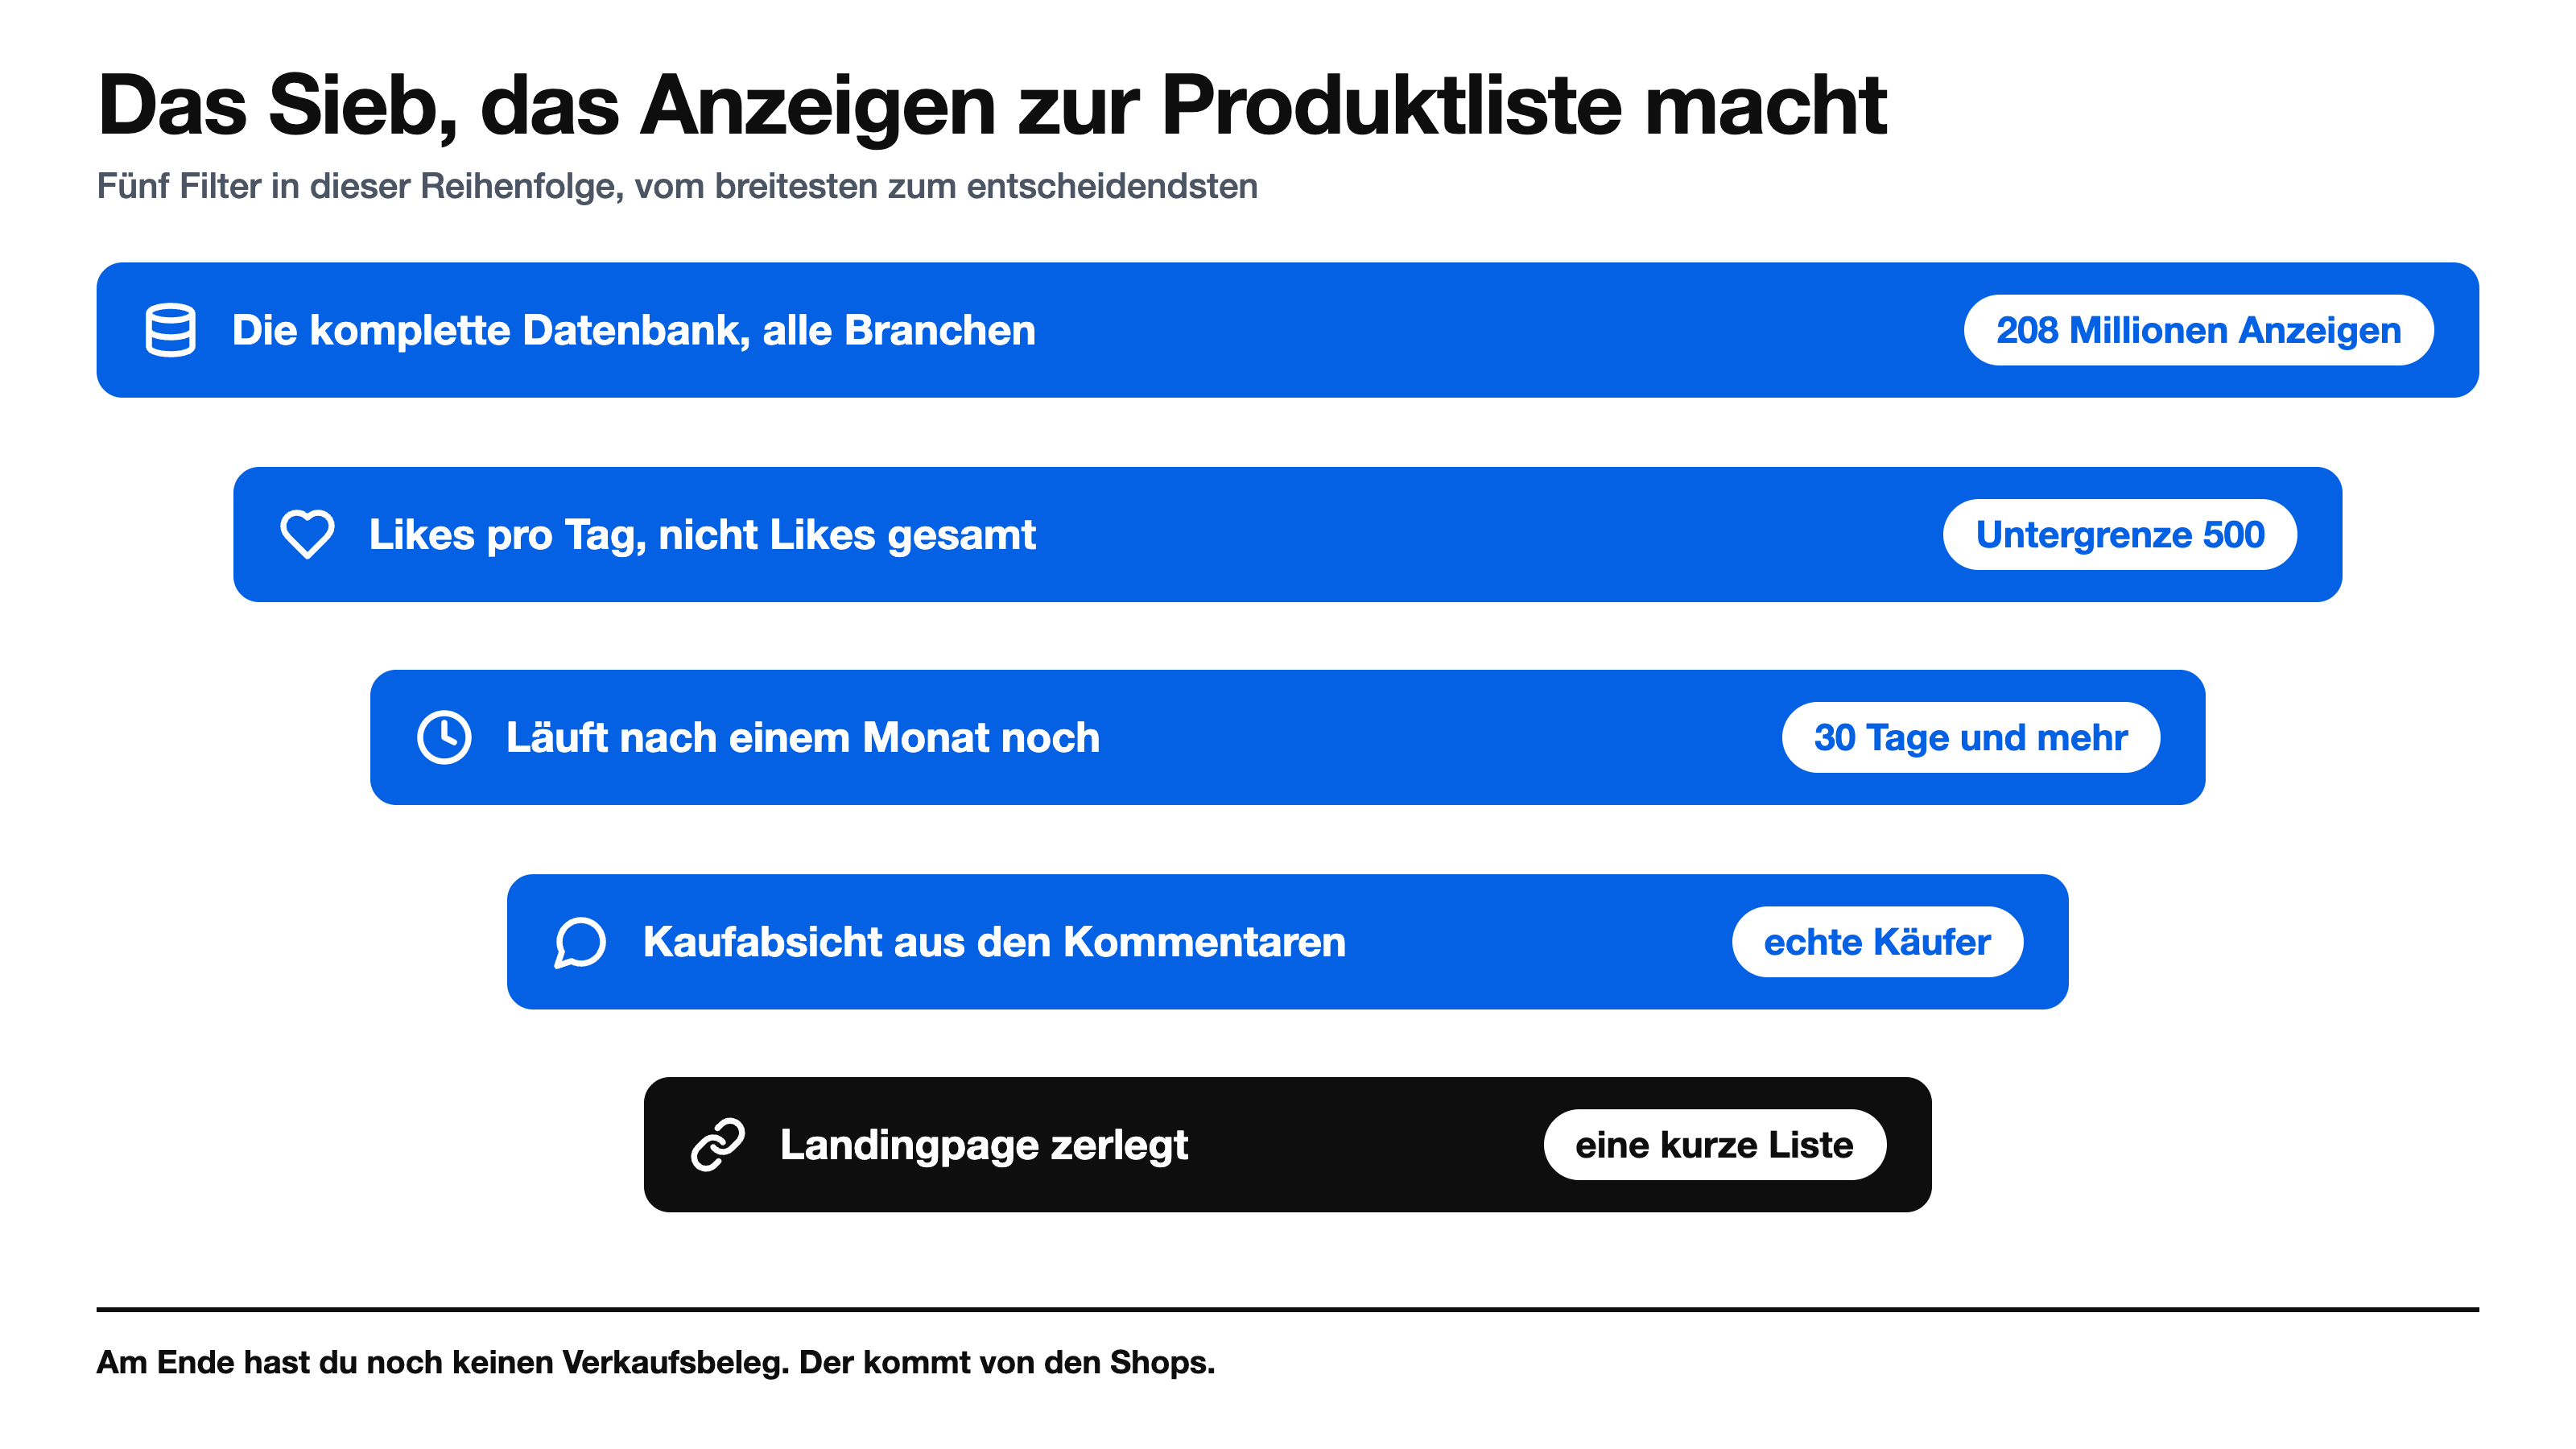 Das Sieb, das Anzeigen zur Produktliste macht
Fünf Filter in dieser Reihenfolge, vom breitesten zum entscheidendsten
Die komplette Datenbank, alle Branchen
208 Millionen Anzeigen
Likes pro Tag, nicht Likes gesamt
Untergrenze 500
Läuft nach einem Monat noch
30 Tage und mehr
Kaufabsicht aus den Kommentaren
echte Käufer
Landingpage zerlegt
eine kurze Liste
Am Ende hast du noch keinen Verkaufsbeleg. Der kommt von den Shops.